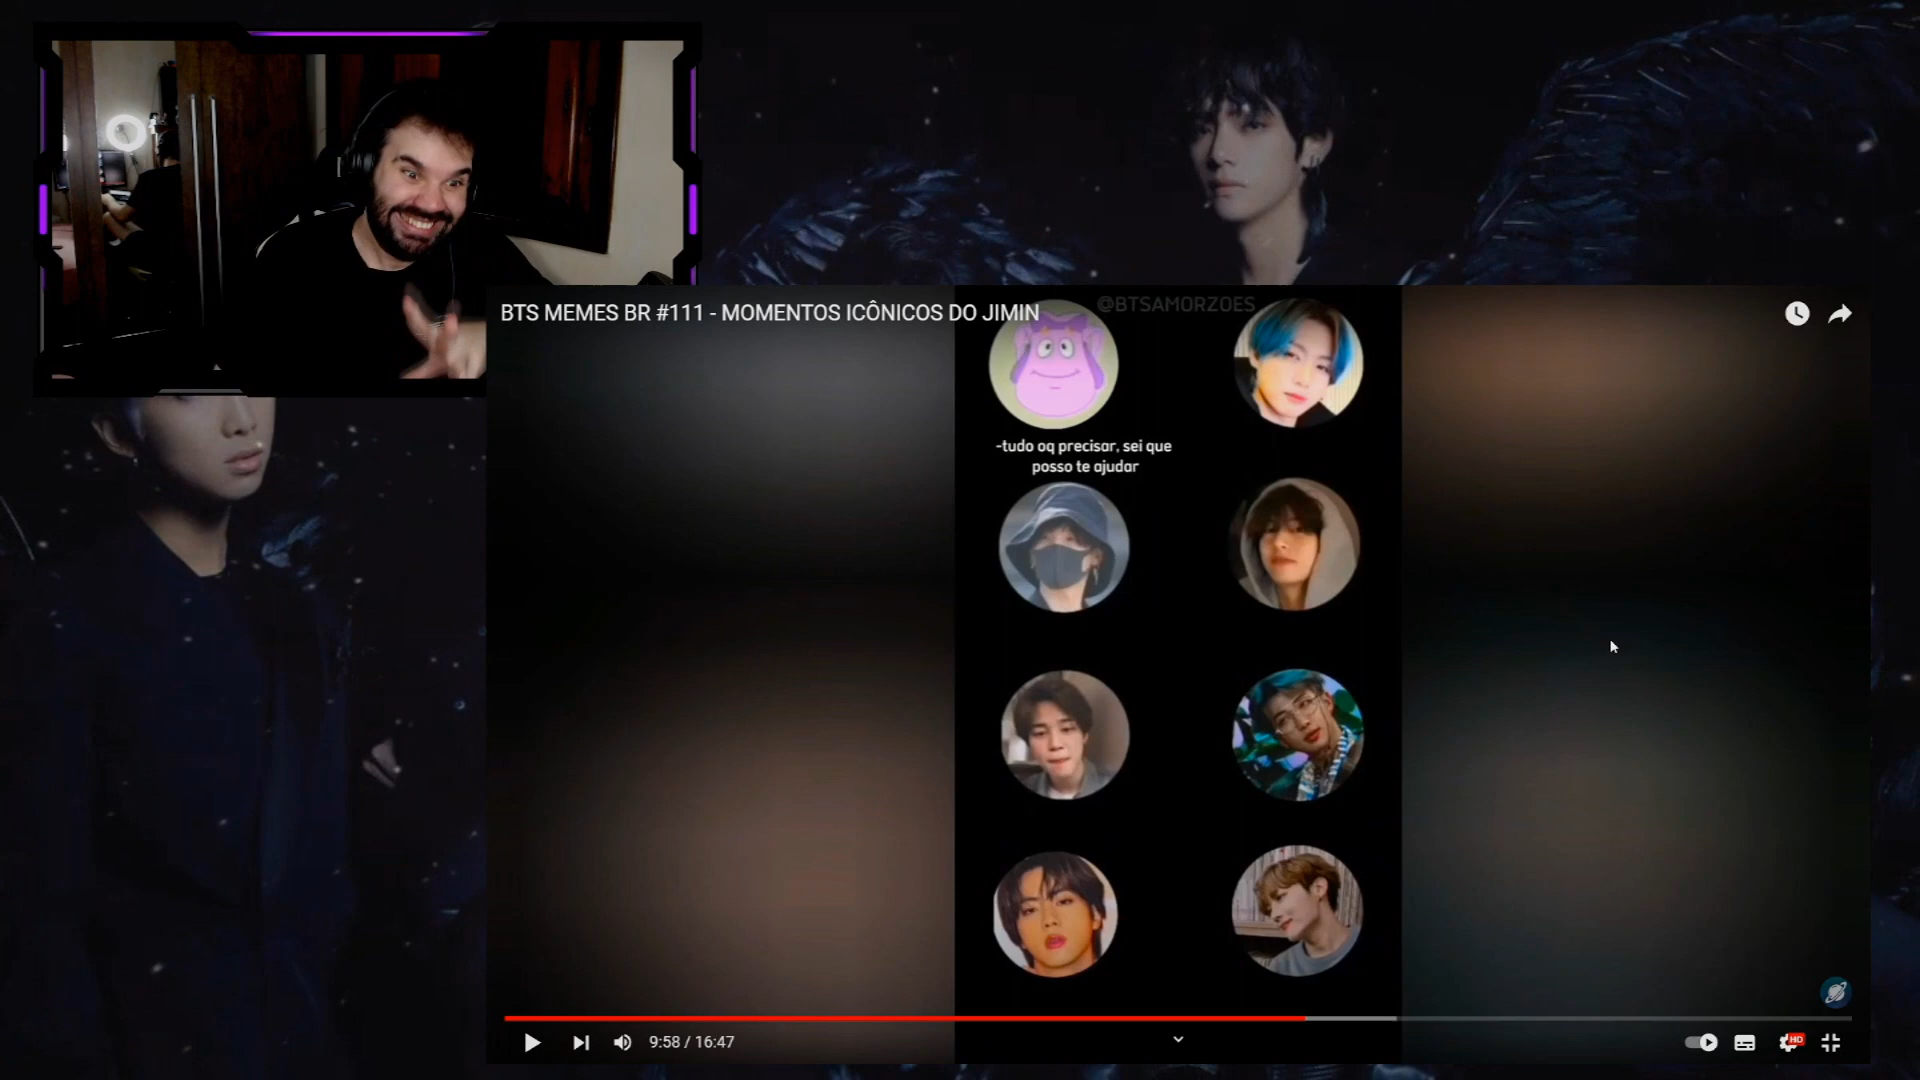 BTS MEMES BR #111 - MOMENTOS ICÔNICOS DO JIMIN
@BTSAMORZOES
-tudo oq precisar, sei que
posso te ajudar
9:58 / 16:47
HD